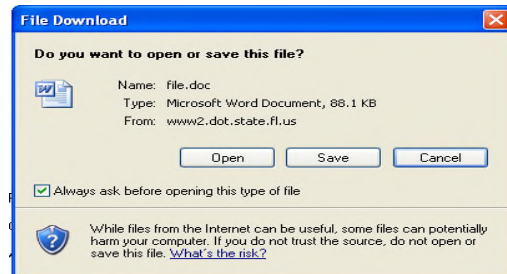 File Download
Do you want to open or save this file?
Name: file.doc
Type: Microsoft Word Document, 88.1 KB
From: www2.dot.state.fl.us
Open Save Cancel
Always ask before opening this type of file
While files from the Internet can be useful, some files can potentially
harm your computer. If you do not trust the source, do not open or
save this file. What's the risk?